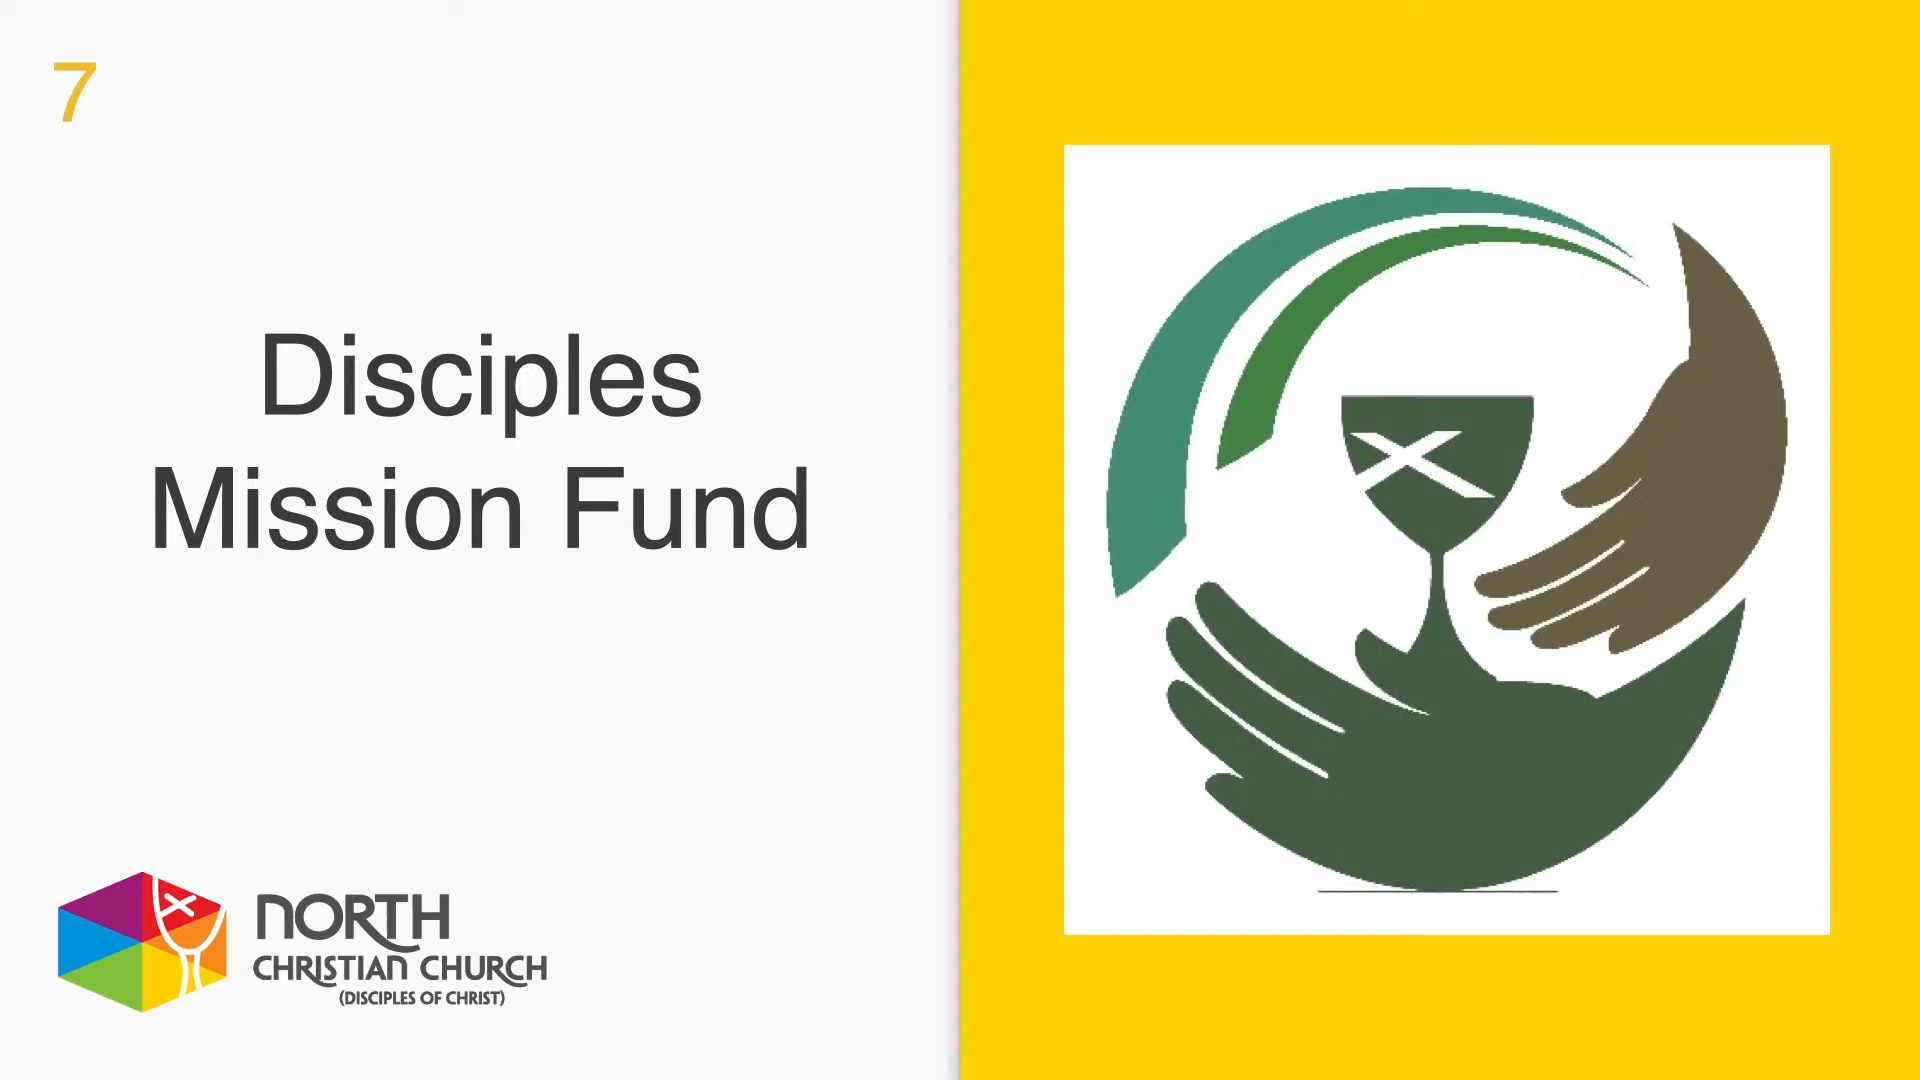 7
Disciples
Mission Fund
NORTH
CHRISTIAN CHURCH
(DISCIPLES OF CHRIST)